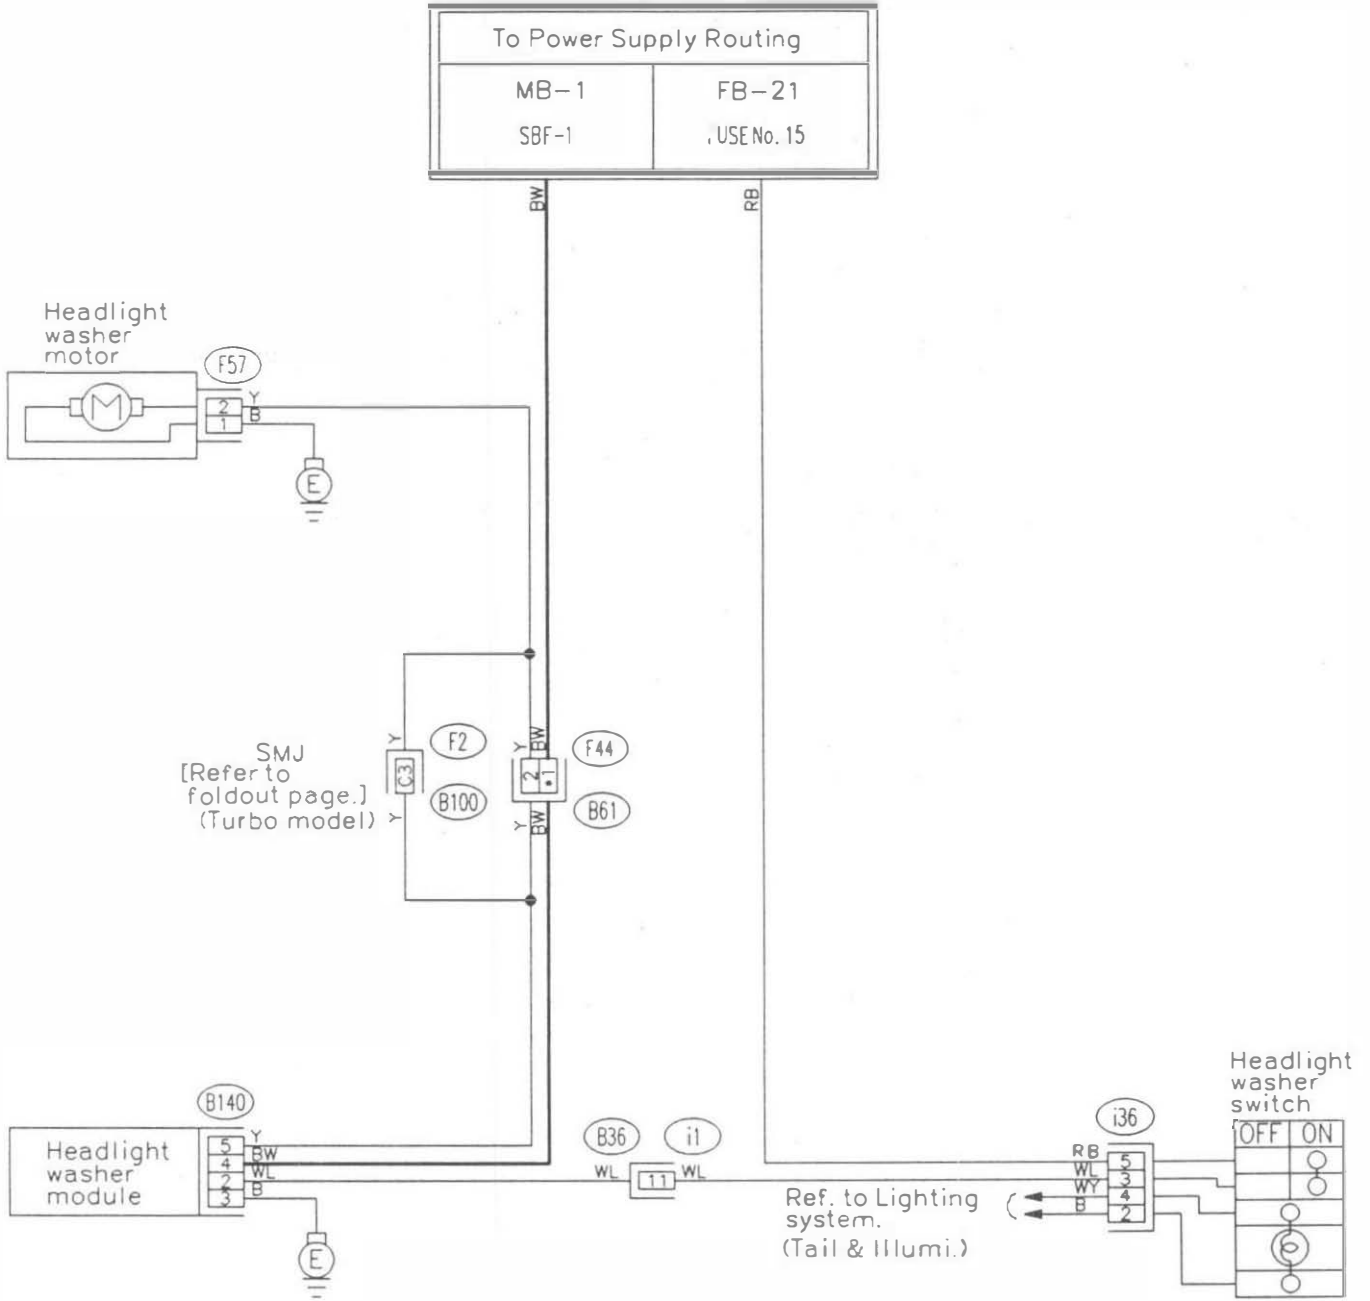 To Power Supply Routing
MB-1
FB-21
SBF-1
USE No. 15
BW
RB
Headlight
washer
motor
F57
M
2
1
Y
B
E
SMJ
[Refer to
foldout page.]
(Turbo model)
Y
C3
Y
F2
B100
Y
BW
2
1
Y
BW
F44
B61
B140
Headlight
washer
module
5
4
2
3
Y
BW
WL
B
E
B36
i1
WL
11
WL
Ref. to Lighting
system.
(Tail & Illumi.)
i36
RB
WL
WY
B
5
3
4
2
Headlight
washer
switch
OFF
ON